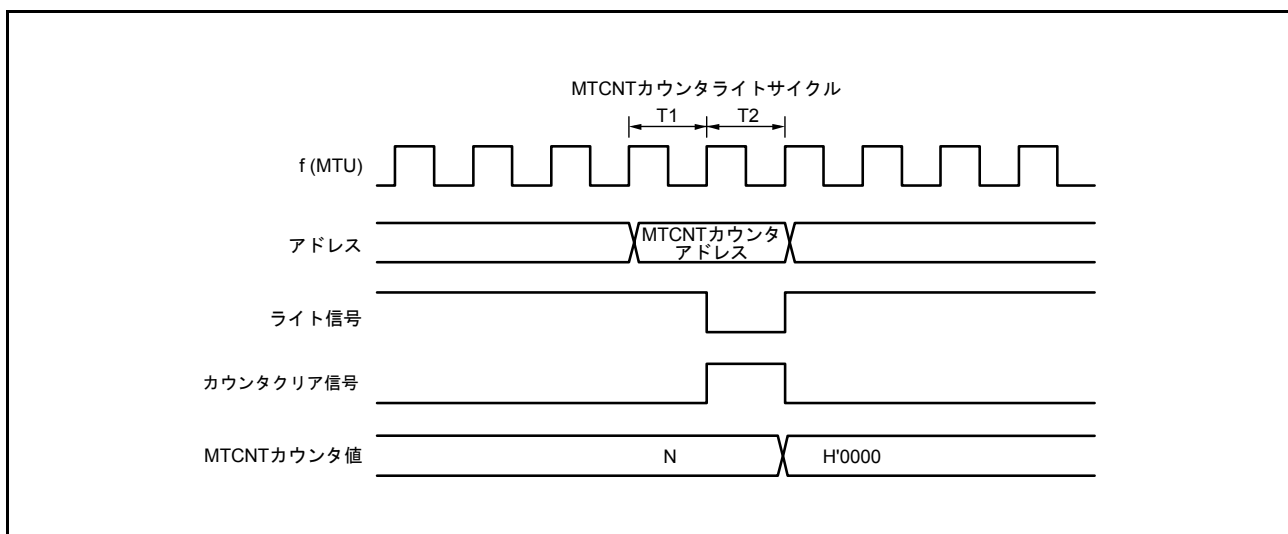 MTCNTカウンタライトサイクル
T1
T2
f (MTU)
アドレス
MTCNTカウンタ
アドレス
ライト信号
カウンタクリア信号
MTCNTカウンタ値
N
H'0000